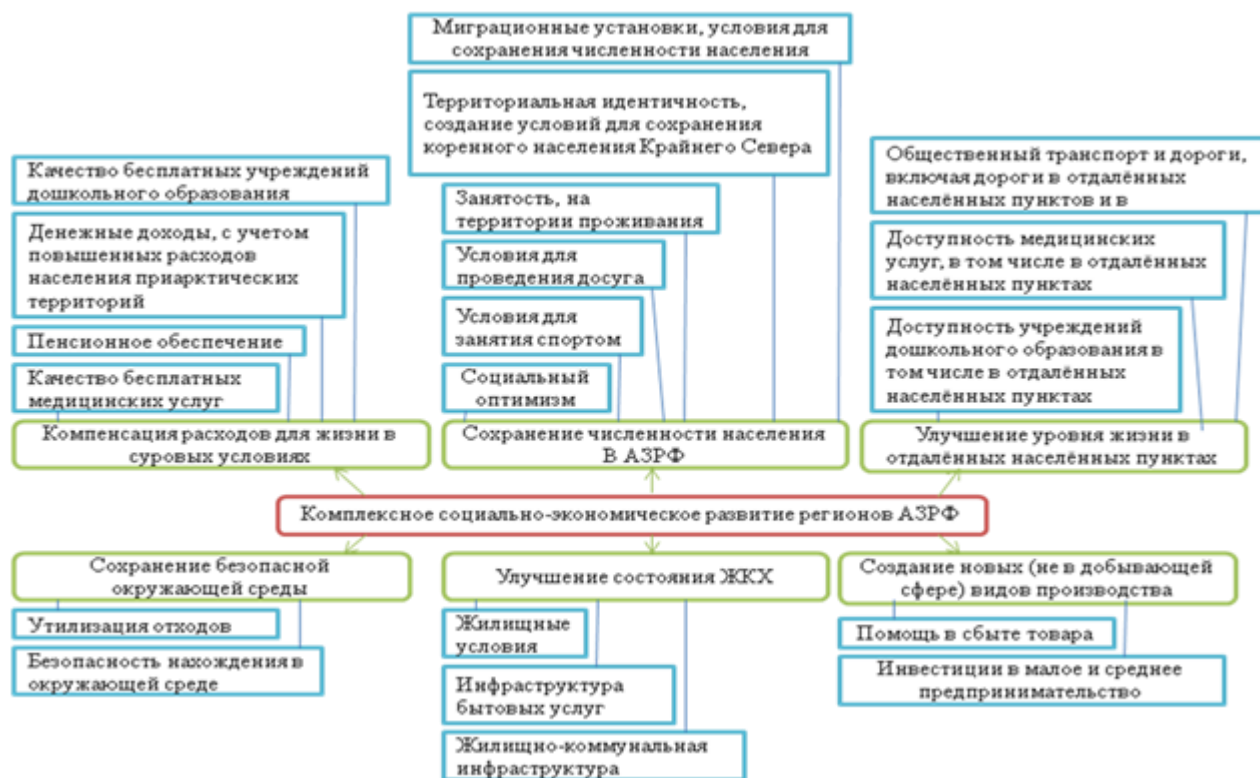 Миграционные установки, условия для
сохранения численности населения
Территориальная идентичность,
создание условий для сохранения
коренного населения Крайнего Севера
Качество бесплатных учреждений
дошкольного образования
Денежные доходы, с учетом
повышенных расходов
населения приарктических
территорий
Пенсионное обеспечение
Качество бесплатных
медицинских услуг
Занятость, на
территории проживания
Условия для
проведения досуга
Условия для
занятия спортом
Социальный
оптимизм
Общественный транспорт и дороги,
включая дороги в отдалённых
населённых пунктов и в
Доступность медицинских
услуг, в том числе в отдалённых
населённых пунктах
Доступность учреждений
дошкольного образования в
том числе в отдалённых
населённых пунктах
Компенсация расходов для жизни в
суровых условиях
Сохранение численности населения
В АЗРФ
Улучшение уровня жизни в
отдалённых населённых пунктах
Комплексное социально-экономическое развитие регионов АЗРФ
Сохранение безопасной
окружающей среды
Улучшение состояния ЖКХ
Создание новых (не в добывающей
сфере) видов производства
Утилизация отходов
Безопасность нахождения в
окружающей среде
Жилищные
условия
Инфраструктура
бытовых услуг
Жилищно-коммунальная
инфраструктура
Помощь в сбыте товара
Инвестиции в малое и среднее
предпринимательство